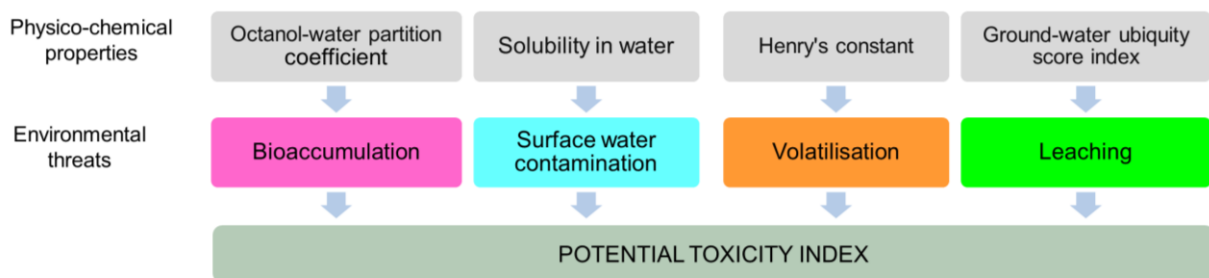 Physico-chemical
properties
Octanol-water partition
coefficient
Solubility in water
Henry's constant
Ground-water ubiquity
score index
Environmental
threats
Bioaccumulation
Surface water
contamination
Volatilisation
Leaching
POTENTIAL TOXICITY INDEX